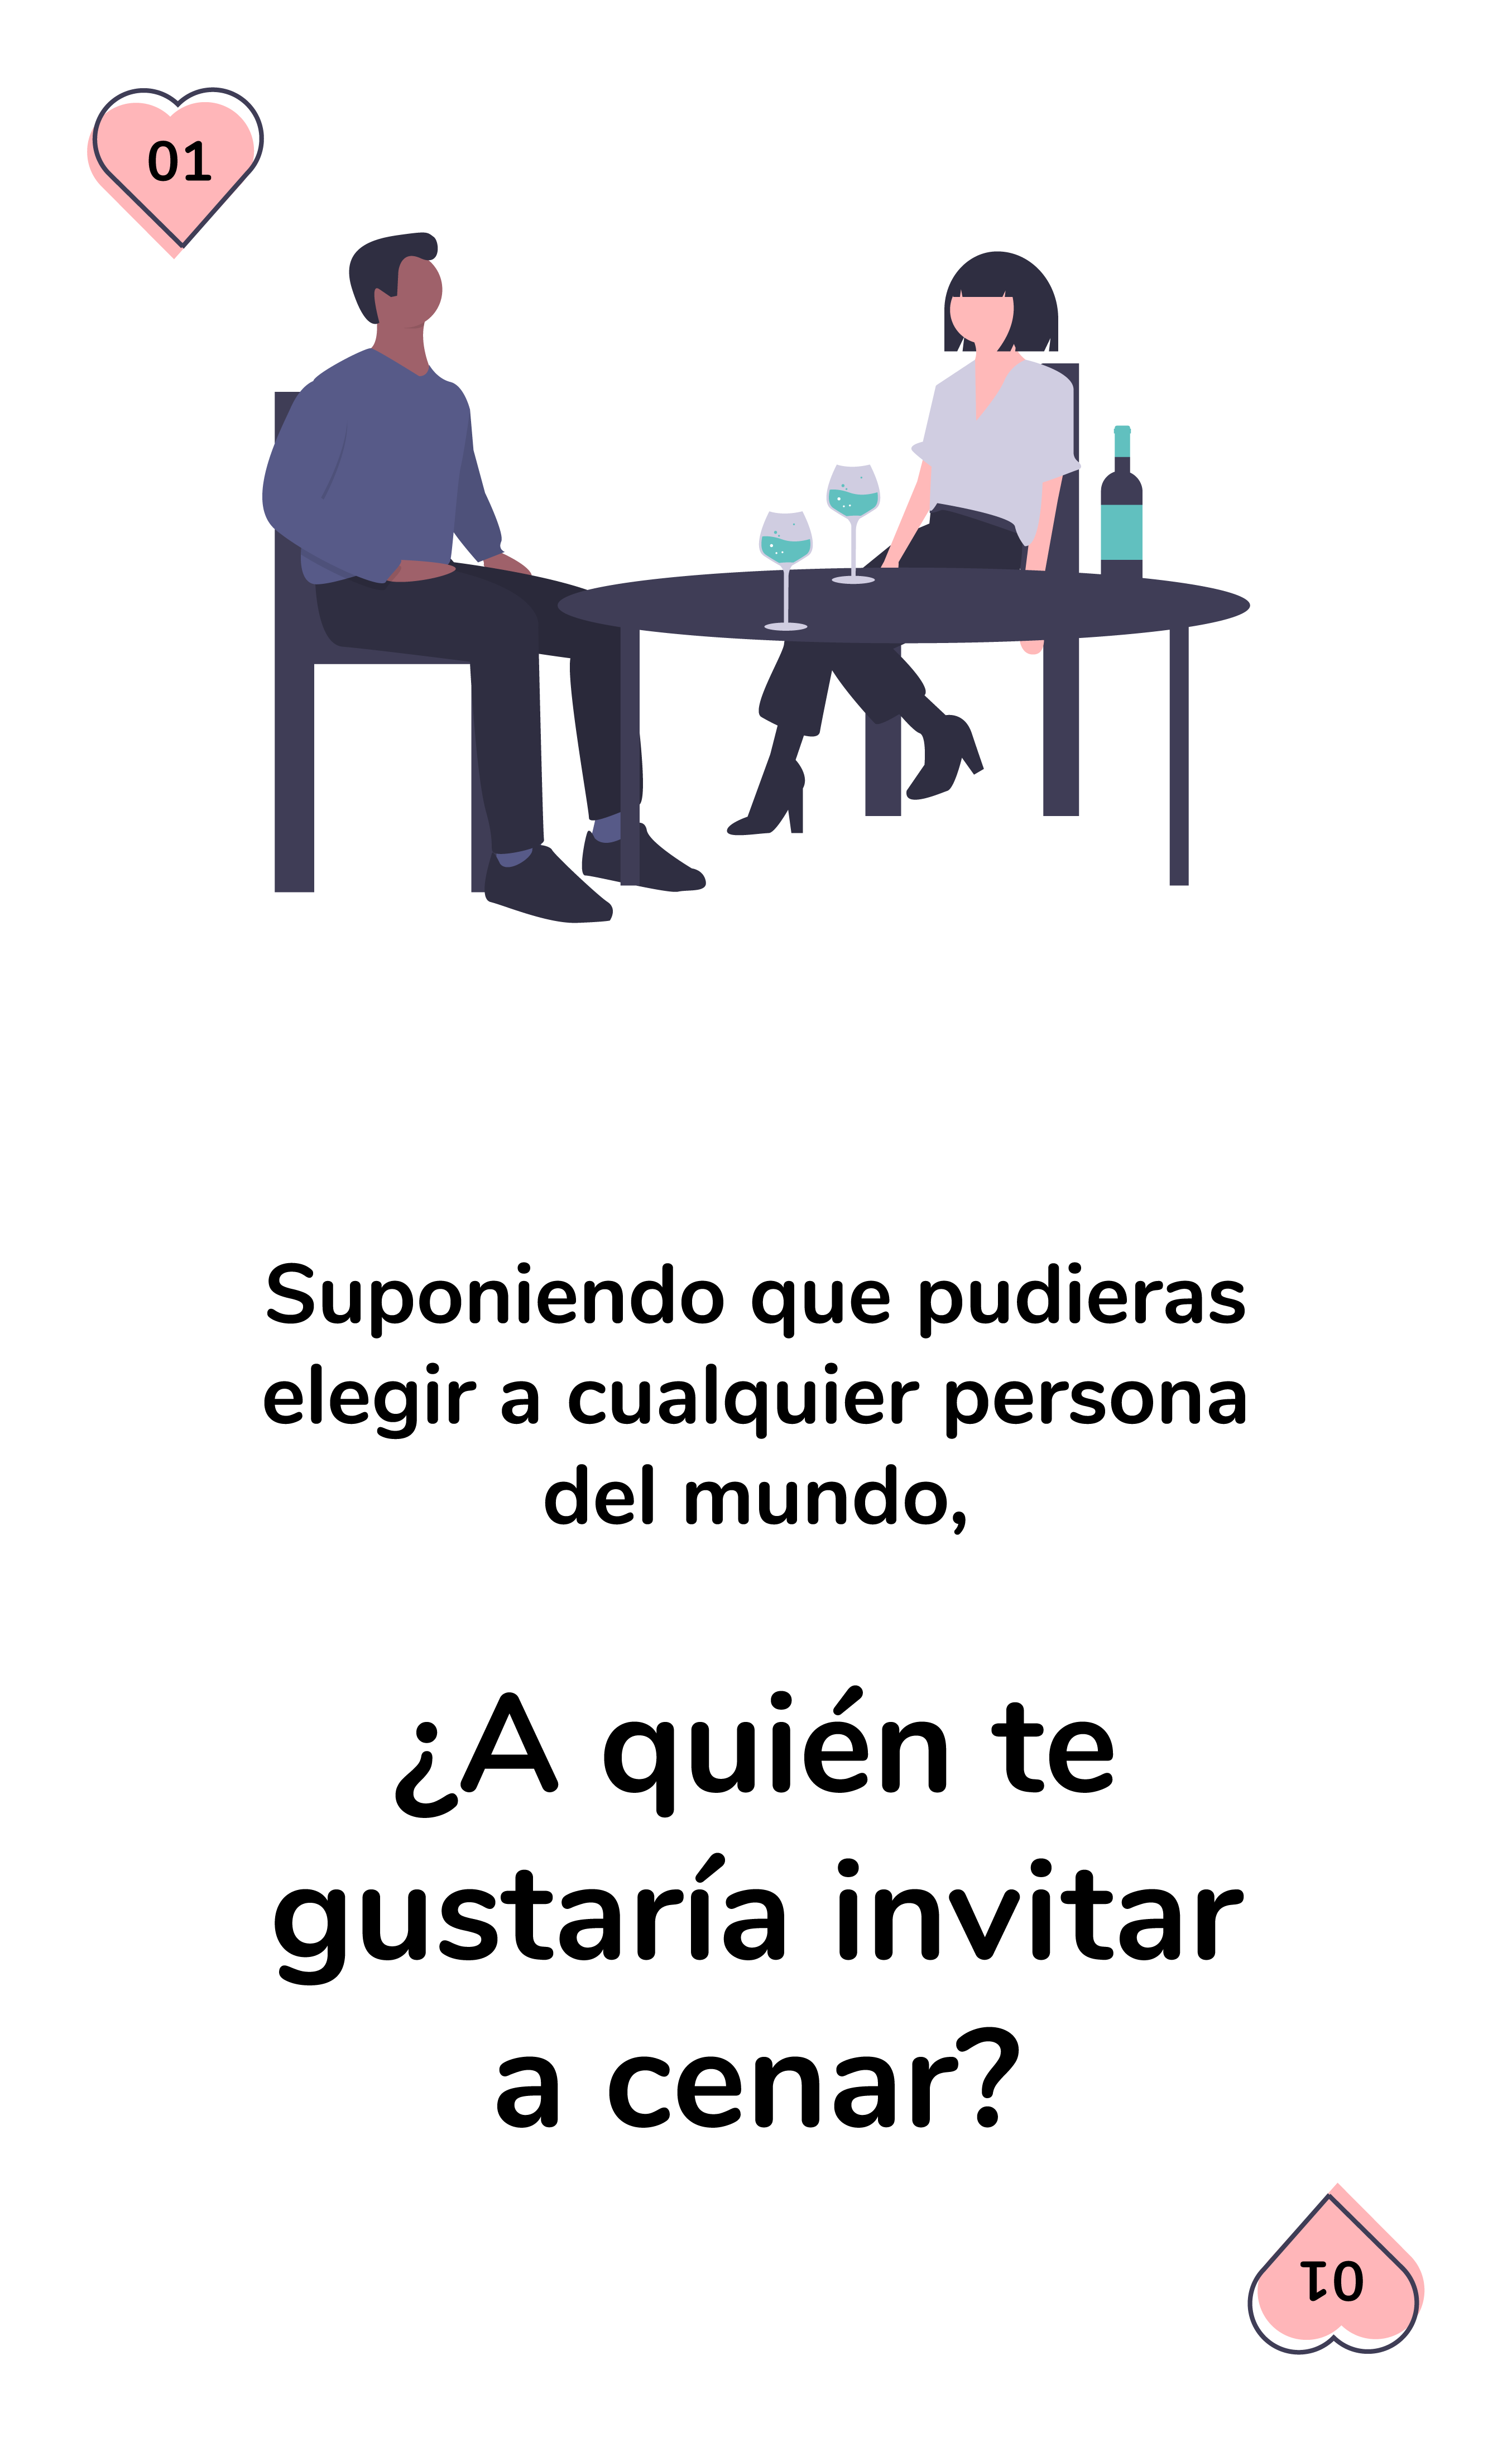 01
Suponiendo que pudieras
elegir a cualquier persona
del mundo,
¿A quién te
gustaría invitar
a cenar?
01